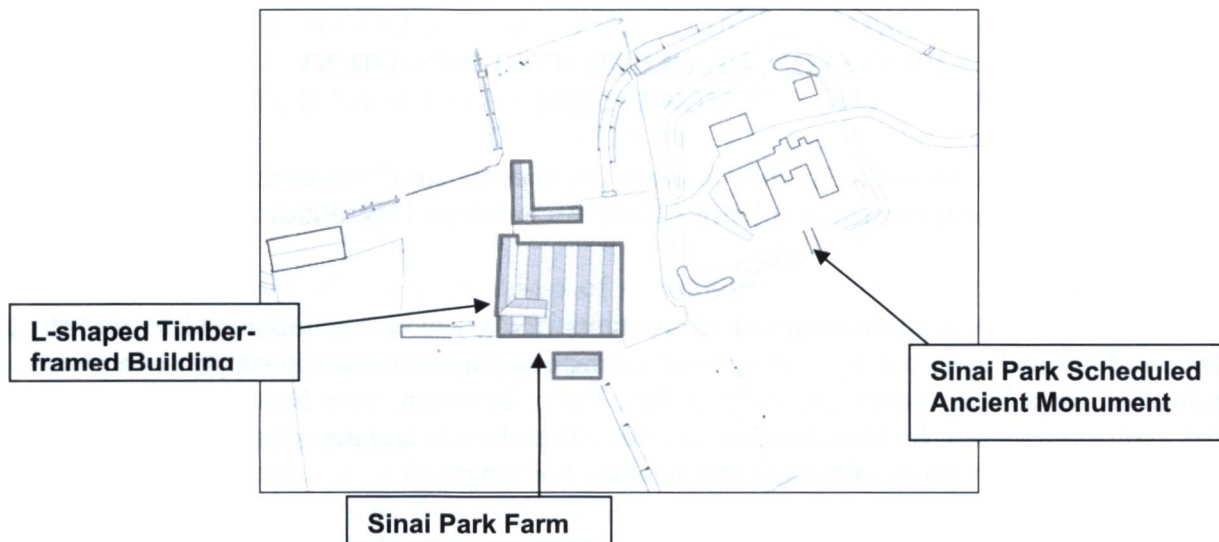 L-shaped Timber-
framed Building
Sinai Park Scheduled
Ancient Monument
Sinai Park Farm